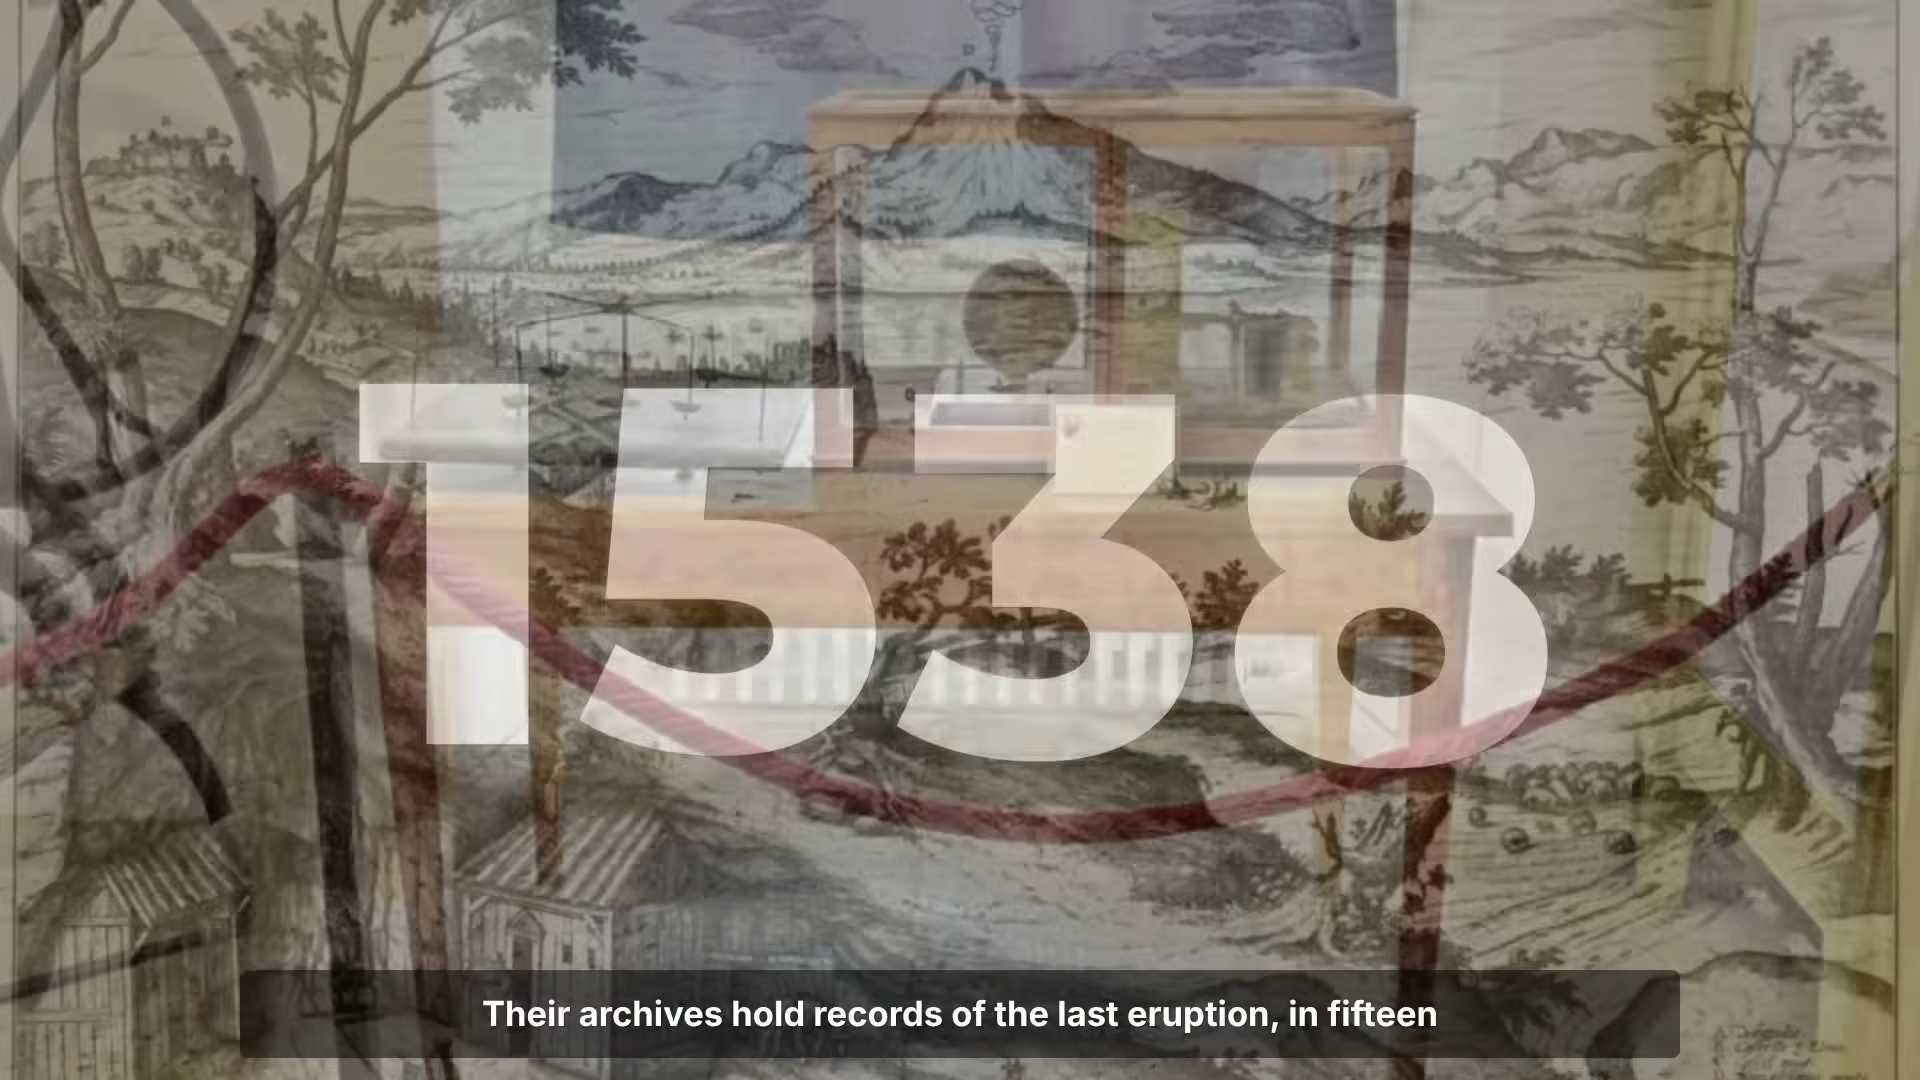 D
1538
Their archives hold records of the last eruption, in fifteen